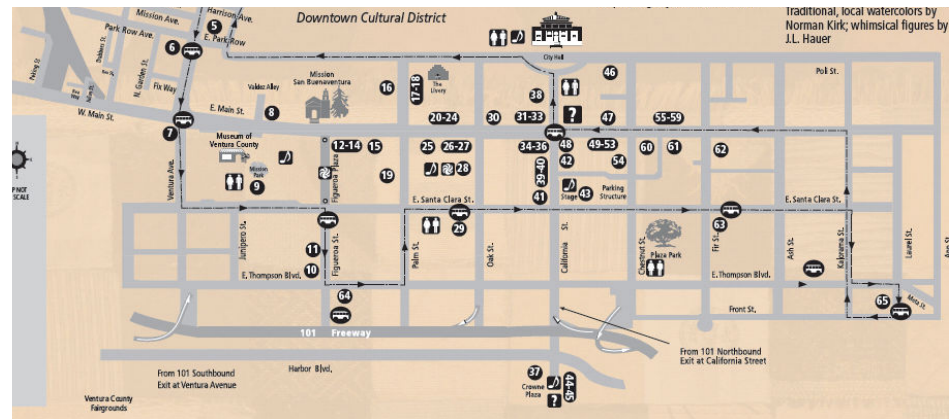 Downtown Cultural District
Traditional, local watercolors by
Norman Kirk; whimsical figures by
J.L. Hauer
Mission Ave.
Harrison Ave.
5
Park Row Ave.
E. Park Row
6
City Hall
Poli St.
46
Mission
San Buenaventura
Valdez Alley
16
17-18
The
Livery
38
?
N. Garden St.
Fix Way
E. Main St.
W. Main St.
8
7
20-24
30
31-33
47
55-59
Museum of
Ventura County
12-14
15
25
26-27
34-36
48
49-53
60
61
62
28
42
54
39-40
Mission
Park
9
19
Figueroa Plaza
41
Stage
43
Parking
Structure
P NOT
SCALE
Ventura Ave.
E. Santa Clara St.
E. Santa Clara St.
29
63
11
10
Junipero St.
Figueroa St.
Palm St.
Oak St.
California St.
Chestnut St.
Plaza Park
Fir St.
Ash St.
Kalorama St.
Laurel St.
E. Thompson Blvd.
E. Thompson Blvd.
64
65
Meta St.
Front St.
101 Freeway
From 101 Northbound
Exit at California Street
From 101 Southbound
Exit at Ventura Avenue
Harbor Blvd.
37
Crowne
Plaza
?
44-45
Ventura County
Fairgrounds